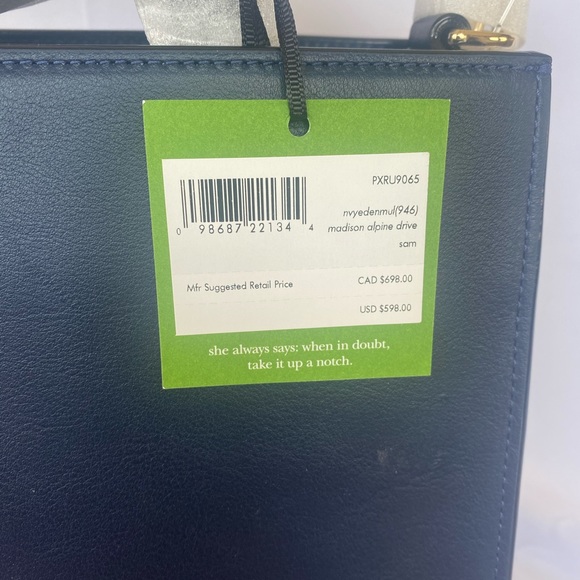 PXRU9065
0 98687 22134 4
nvyedenmul(946)
madison alpine drive
sam
Mfr Suggested Retail Price CAD $698.00
USD $598.00
she always says: when in doubt,
take it up a notch.